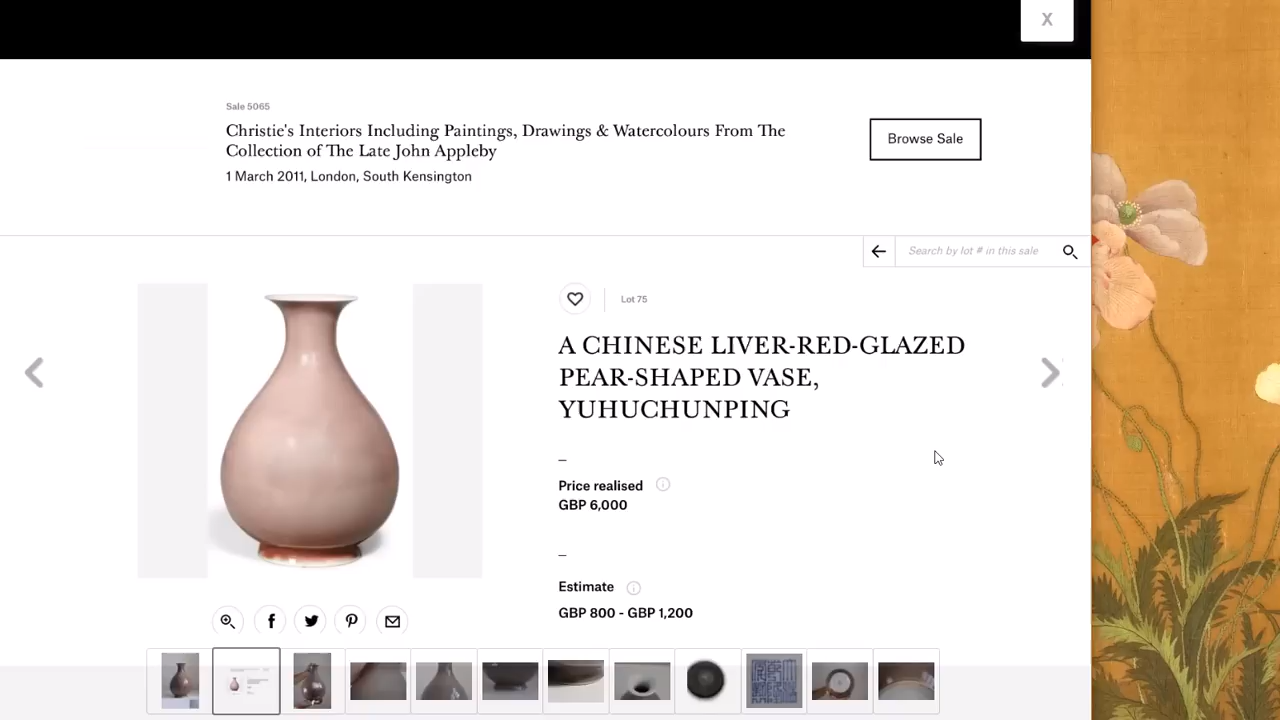 X
Sale 5065
Christie's Interiors Including Paintings, Drawings & Watercolours From The
Collection of The Late John Appleby
1 March 2011, London, South Kensington
Browse Sale
Search by lot # in this sale
Lot 75
A CHINESE LIVER-RED-GLAZED
PEAR-SHAPED VASE,
YUHUCHUNPING
Price realised
GBP 6,000
Estimate
GBP 800 - GBP 1,200